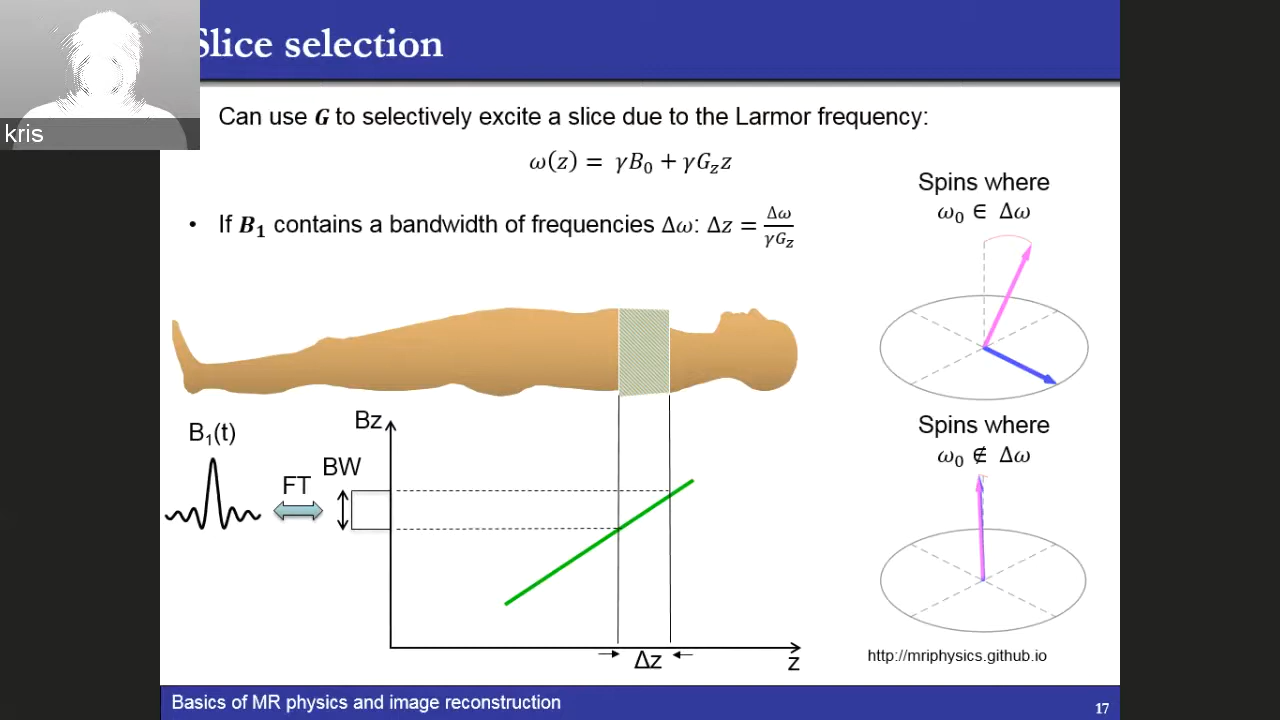 Slice selection
kris
Can use G to selectively excite a slice due to the Larmor frequency:
ω(z) = γB₀ + γG_z z
• If B₁ contains a bandwidth of frequencies Δω: Δz = Δω/γG_z
Spins where
ω₀ ∈ Δω
Bz
B₁(t)
BW
FT
Spins where
ω₀ ∉ Δω
Δz
z
http://mriphysics.github.io
Basics of MR physics and image reconstruction
17